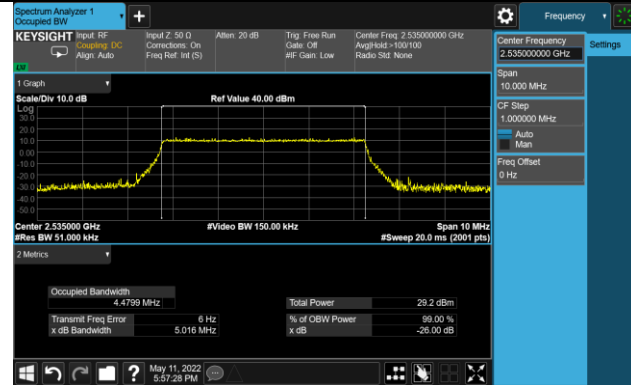 Spectrum Analyzer 1
Occupied BW
+
Frequency
KEYSIGHT
Input: RF
Coupling: DC
Align: Auto
Input Z: 50 Ω
Corrections: On
Freq Ref: Int (S)
Atten: 20 dB
Trig: Free Run
Gate: Off
#IF Gain: Low
Center Freq: 2.535000000 GHz
Avg|Hold:>100/100
Radio Std: None
Center Frequency
2.535000000 GHz
Settings
Span
10.000 MHz
CF Step
1.000000 MHz
Auto
Man
Freq Offset
0 Hz
1 Graph
Scale/Div 10.0 dB
Ref Value 40.00 dBm
Log
30.0
20.0
10.0
0.00
-10.0
-20.0
-30.0
-40.0
-50.0
Center 2.535000 GHz
#Video BW 150.00 kHz
Span 10 MHz
#Res BW 51.000 kHz
#Sweep 20.0 ms (2001 pts)
2 Metrics
Occupied Bandwidth
4.4799 MHz
Total Power
29.2 dBm
Transmit Freq Error
6 Hz
% of OBW Power
99.00 %
x dB Bandwidth
5.016 MHz
x dB
-26.00 dB
?
May 11, 2022
5:57:28 PM